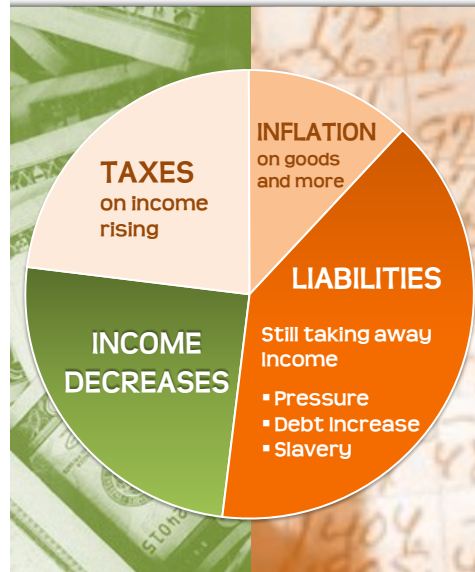 TAXES
on income
rising
INFLATION
on goods
and more
LIABILITIES
Still taking away
Income
▪ Pressure
▪ Debt Increase
▪ Slavery
INCOME
DECREASES